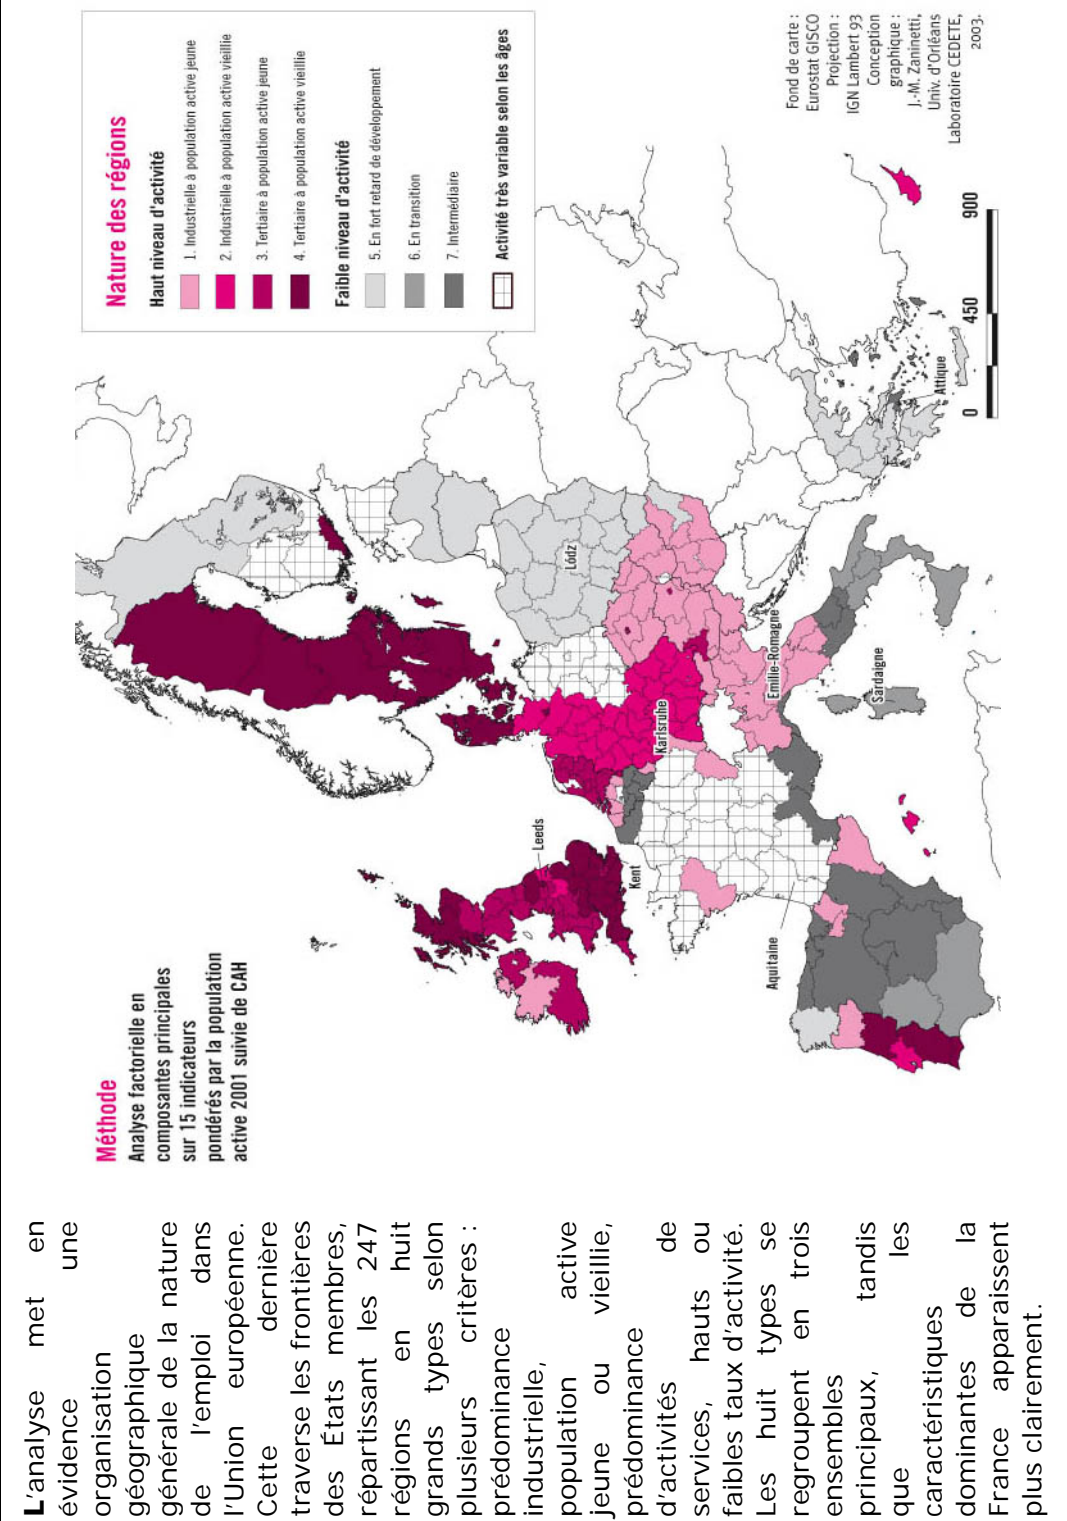 L'analyse met en
évidence une
organisation
géographique
générale de la nature
de l'emploi dans
l'Union européenne.
Cette dernière
traverse les frontières
des États membres,
répartissant les 247
régions en huit
grands types selon
plusieurs critères :
prédominance
industrielle,
population active
jeune ou vieillie,
prédominance
d'activités de
services, hauts ou
faibles taux d'activité.
Les huit types se
regroupent en trois
ensembles
principaux, tandis
que les
caractéristiques
dominantes de la
France apparaissent
plus clairement.
Méthode
Analyse factorielle en
composantes principales
sur 15 indicateurs
pondérés par la population
active 2001 suivie de CAH
Nature des régions
Haut niveau d'activité
1. Industrielle à population active jeune
2. Industrielle à population active vieillie
3. Tertiaire à population active jeune
4. Tertiaire à population active vieillie
Faible niveau d'activité
5. En fort retard de développement
6. En transition
7. Intermédiaire
Activité très variable selon les âges
Leeds
Kent
Aquitaine
Karlsruhe
Lódz
Emilie-Romagne
Sardaigne
Attique
0 450 900
Fond de carte :
Eurostat GISCO
Projection :
IGN Lambert 93
Conception
graphique :
J.-M. Zaninetti,
Univ. d'Orléans
Laboratoire CEDETE,
2003.